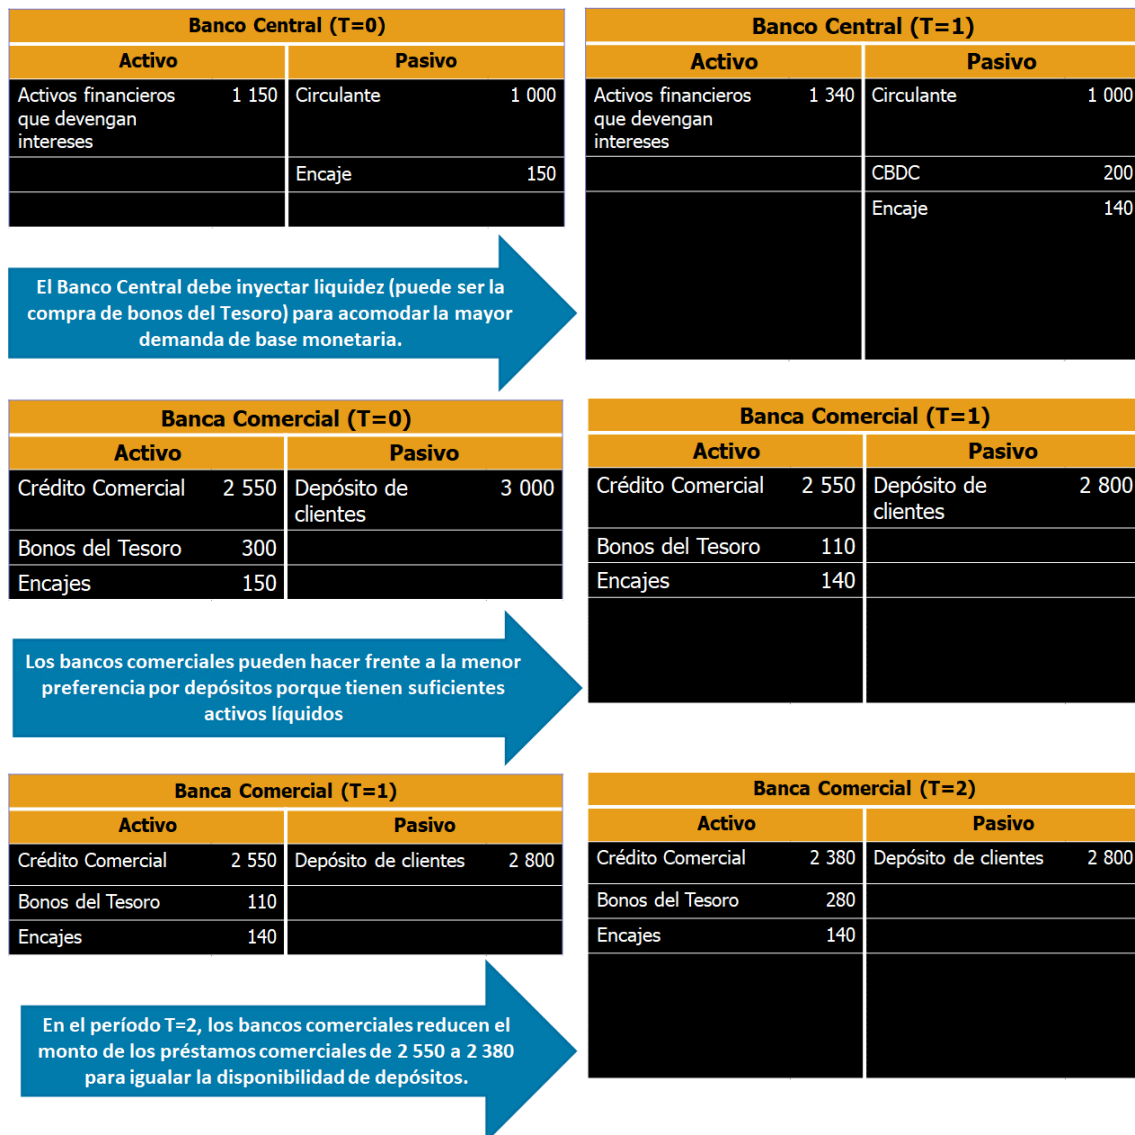 Banco Central (T=0)
Activo Pasivo
Activos financieros 1 150 Circulante 1 000
que devengan
intereses
Encaje 150
Banco Central (T=1)
Activo Pasivo
Activos financieros 1 340 Circulante 1 000
que devengan
intereses
CBDC 200
Encaje 140
El Banco Central debe inyectar liquidez (puede ser la
compra de bonos del Tesoro) para acomodar la mayor
demanda de base monetaria.
Banca Comercial (T=0)
Activo Pasivo
Crédito Comercial 2 550 Depósito de 3 000
clientes
Bonos del Tesoro 300
Encajes 150
Banca Comercial (T=1)
Activo Pasivo
Crédito Comercial 2 550 Depósito de 2 800
clientes
Bonos del Tesoro 110
Encajes 140
Los bancos comerciales pueden hacer frente a la menor
preferencia por depósitos porque tienen suficientes
activos líquidos
Banca Comercial (T=1)
Activo Pasivo
Crédito Comercial 2 550 Depósito de clientes 2 800
Bonos del Tesoro 110
Encajes 140
Banca Comercial (T=2)
Activo Pasivo
Crédito Comercial 2 380 Depósito de clientes 2 800
Bonos del Tesoro 280
Encajes 140
En el período T=2, los bancos comerciales reducen el
monto de los préstamos comerciales de 2 550 a 2 380
para igualar la disponibilidad de depósitos.